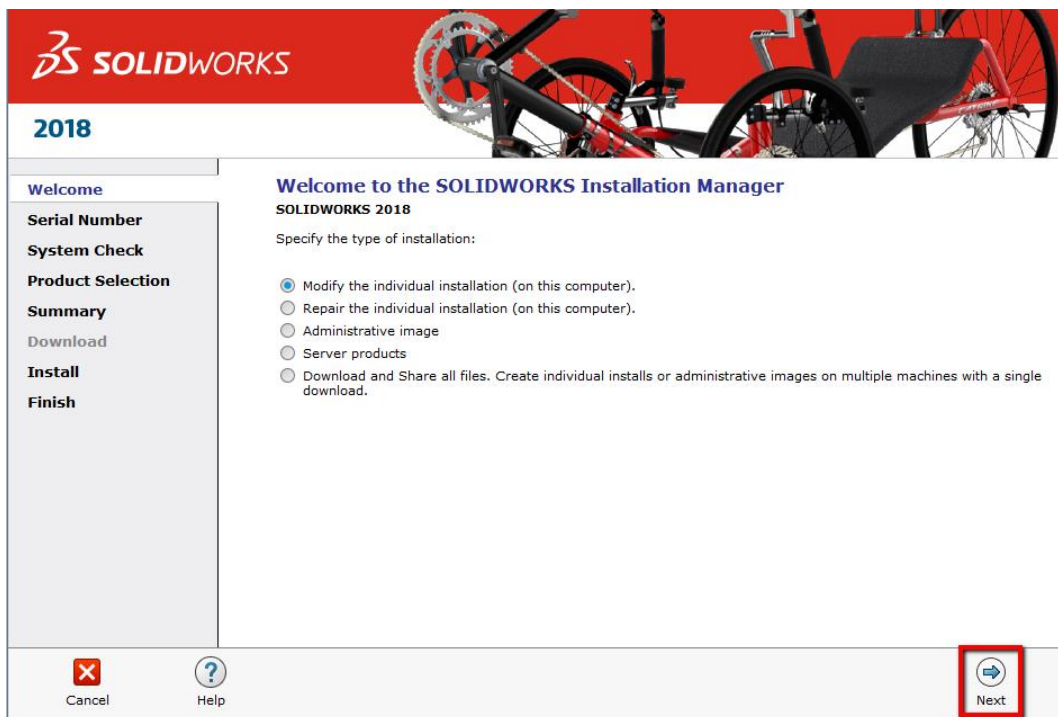 SOLIDWORKS
2018
Welcome
Serial Number
System Check
Product Selection
Summary
Download
Install
Finish
Welcome to the SOLIDWORKS Installation Manager
SOLIDWORKS 2018
Specify the type of installation:
Modify the individual installation (on this computer).
Repair the individual installation (on this computer).
Administrative image
Server products
Download and Share all files. Create individual installs or administrative images on multiple machines with a single
download.
Cancel
Help
Next